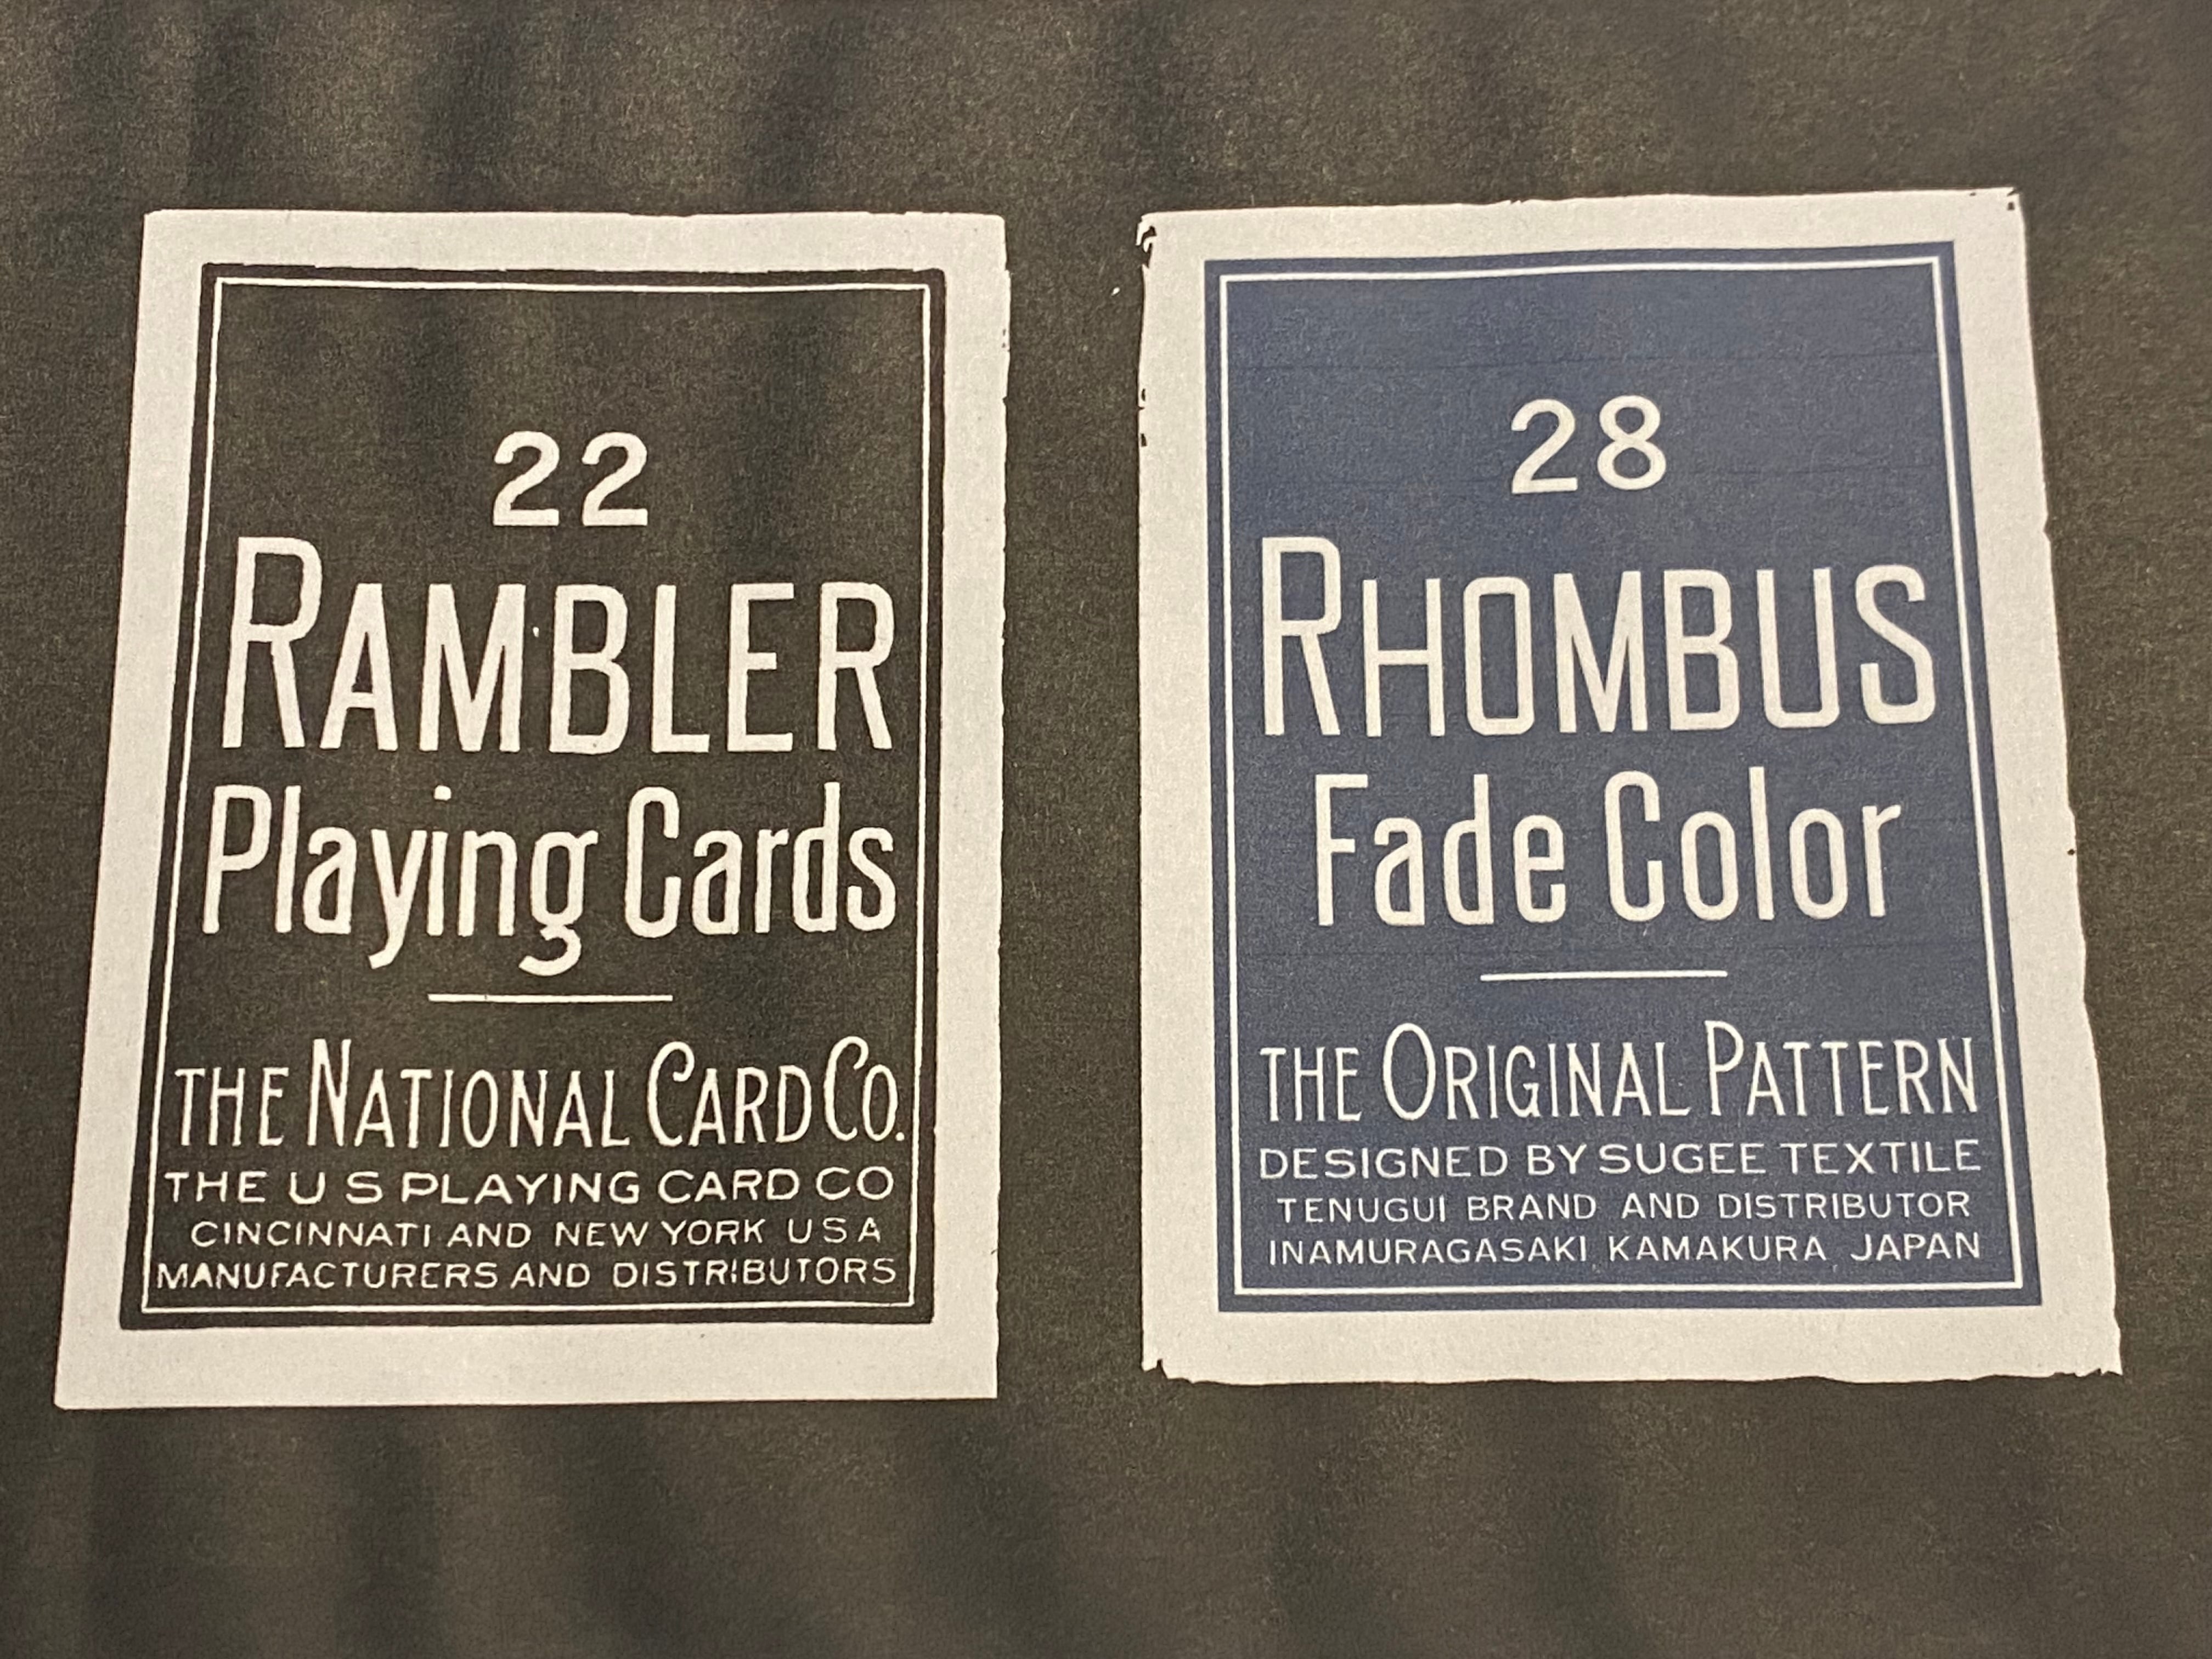 22
RAMBLER
Playing Cards
THE NATIONAL CARD CO.
THE U S PLAYING CARD CO
CINCINNATI AND NEW YORK U S A
MANUFACTURERS AND DISTRIBUTORS
28
RHOMBUS
Fade Color
THE ORIGINAL PATTERN
DESIGNED BY SUGEE TEXTILE
TENUGUI BRAND AND DISTRIBUTOR
INAMURAGASAKI KAMAKURA JAPAN